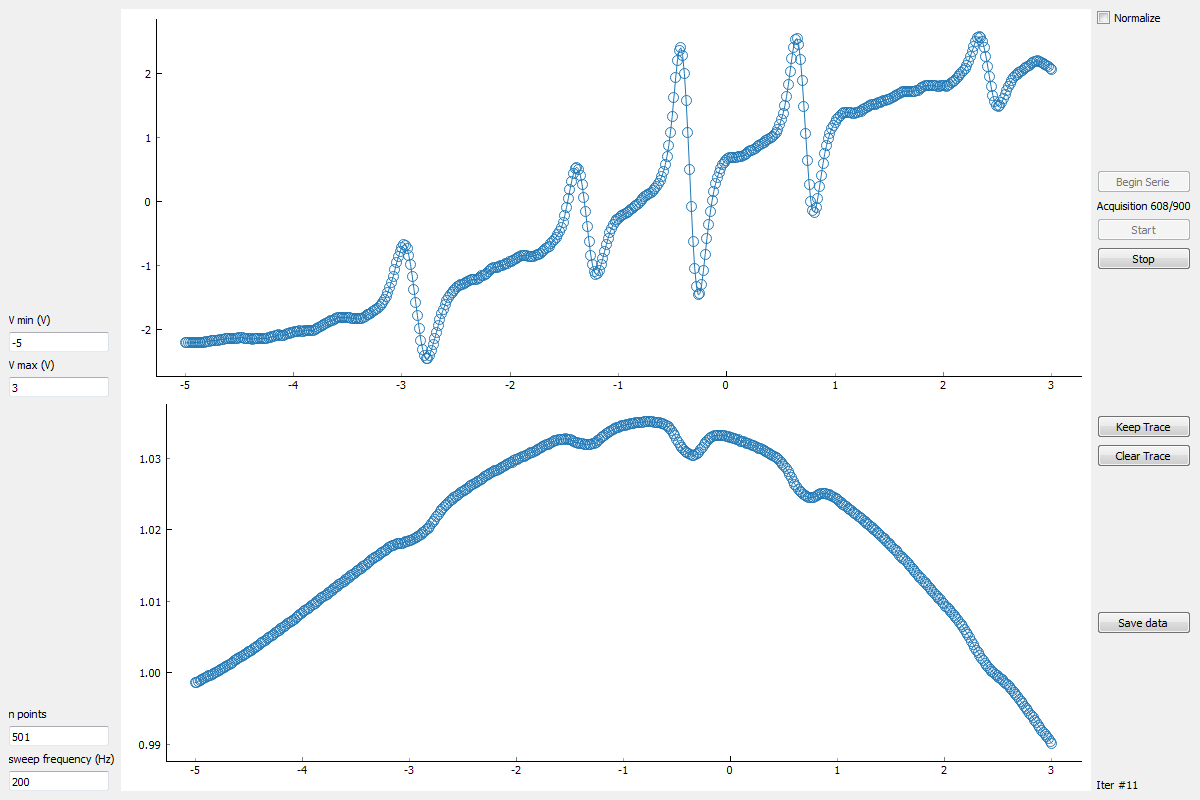 Normalize
2
1
0
-1
-2
-5
-4
-3
-2
-1
0
1
2
3
V min (V)
-5
V max (V)
3
Begin Serie
Acquisition 608/900
Start
Stop
1.03
1.02
1.01
1.00
0.99
-5
-4
-3
-2
-1
0
1
2
3
Keep Trace
Clear Trace
Save data
n points
501
sweep frequency (Hz)
200
Iter #11